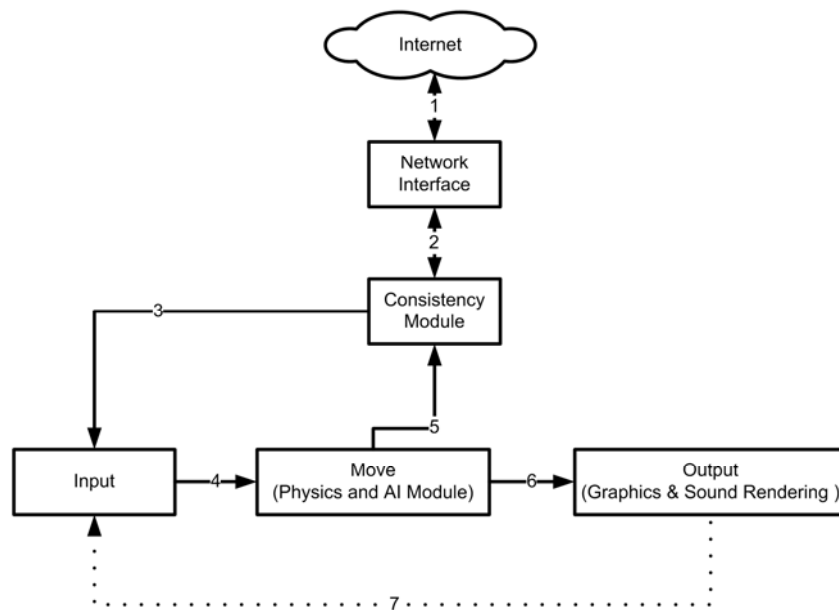 Internet
1
Network
Interface
2
Consistency
Module
3
5
Input
4
Move
(Physics and AI Module)
6
Output
(Graphics & Sound Rendering )
7